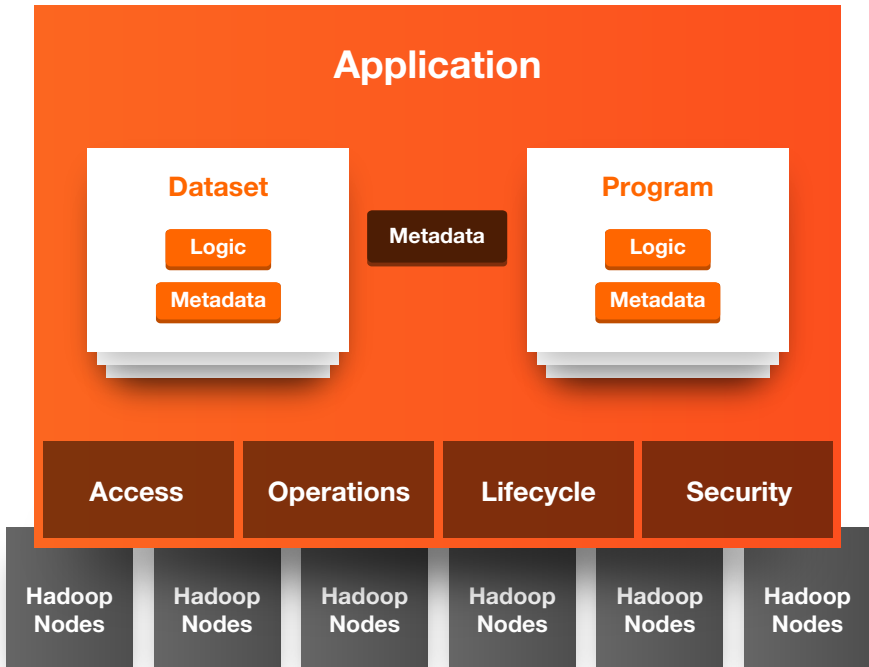 Application
Dataset
Logic
Metadata
Metadata
Program
Logic
Metadata
Access
Operations
Lifecycle
Security
Hadoop
Nodes
Hadoop
Nodes
Hadoop
Nodes
Hadoop
Nodes
Hadoop
Nodes
Hadoop
Nodes